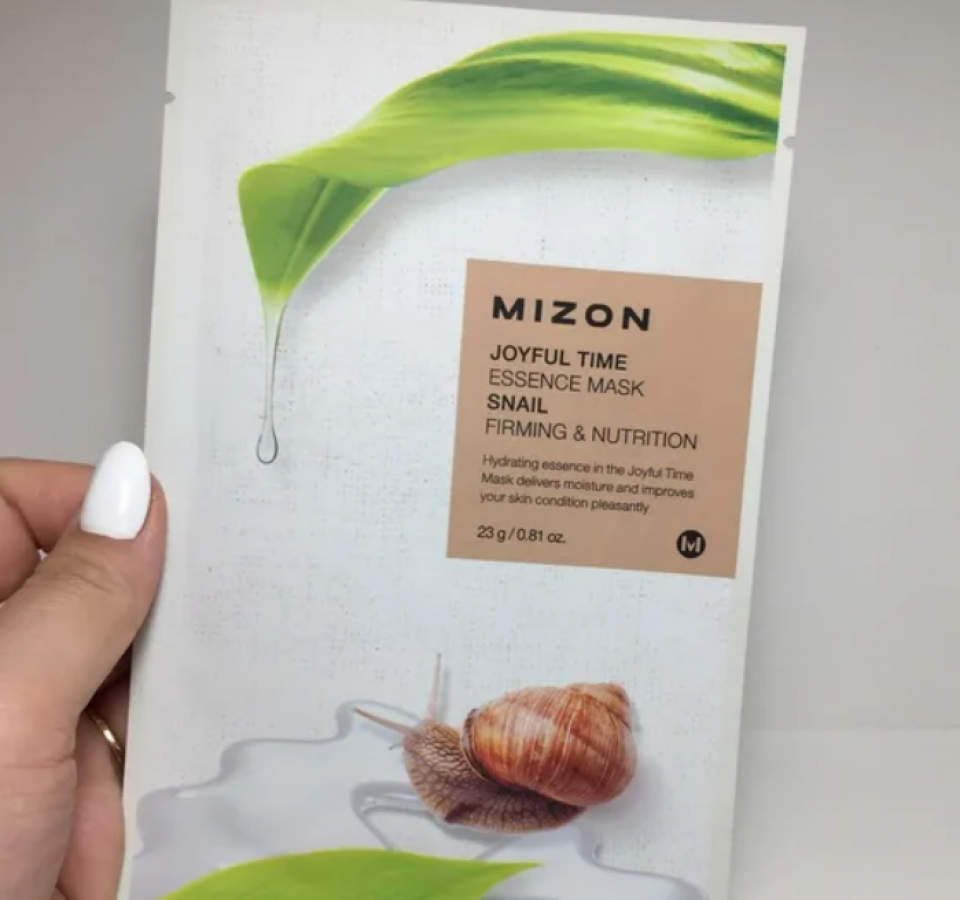 MIZON
JOYFUL TIME
ESSENCE MASK
SNAIL
FIRMING & NUTRITION
Hydrating essence in the Joyful Time
Mask delivers moisture and improves
your skin condition pleasantly
23 g / 0.81 oz.
M